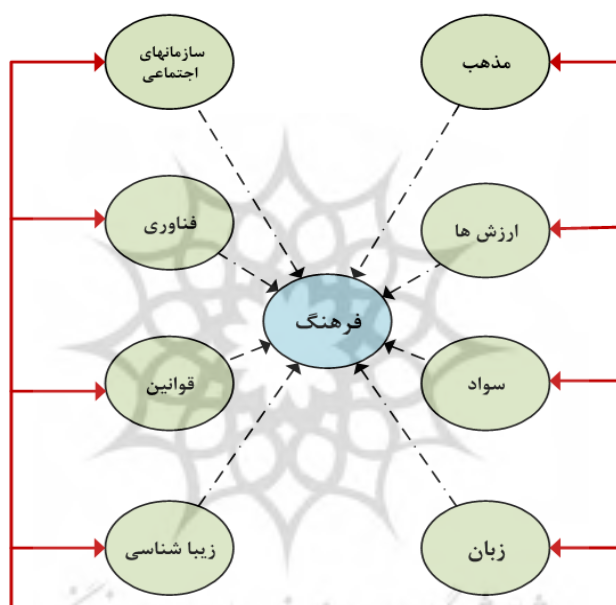 مذهب
سازمانهای
اجتماعی
ارزش ها
فناوری
فرهنگ
سواد
قوانین
زبان
زیبا شناسی